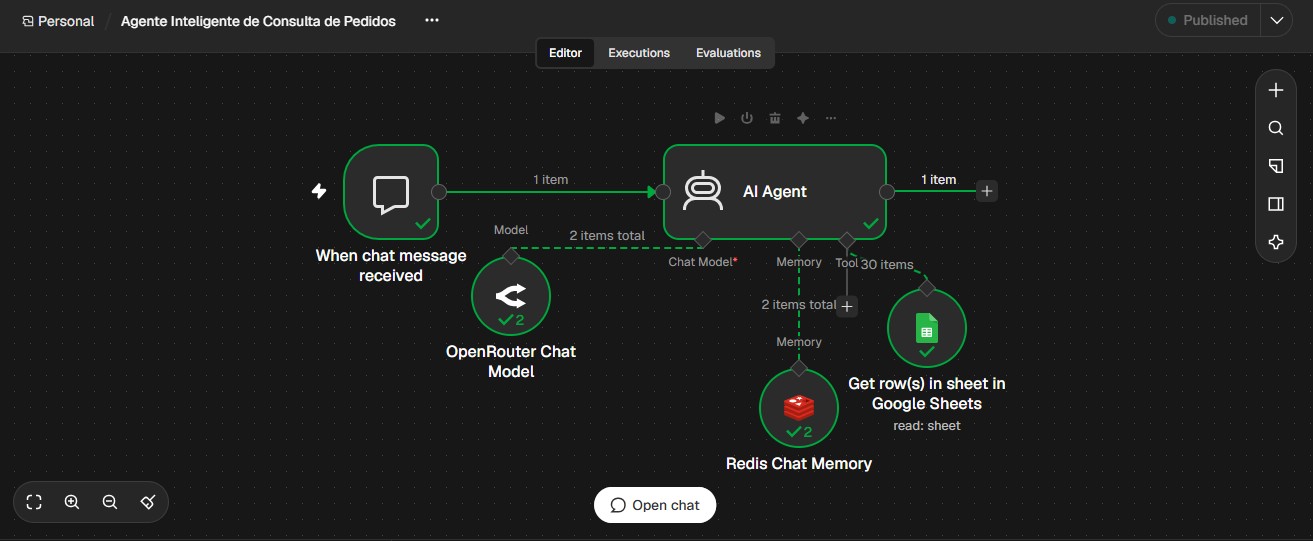 Personal / Agente Inteligente de Consulta de Pedidos ...
Published
Editor Executions Evaluations
1 item
AI Agent
1 item
Model
2 items total
When chat message
received
Chat Model*
Memory
Tool
30 items
2
OpenRouter Chat
Model
2 items total
Memory
Get row(s) in sheet in
Google Sheets
read: sheet
2
Redis Chat Memory
Open chat